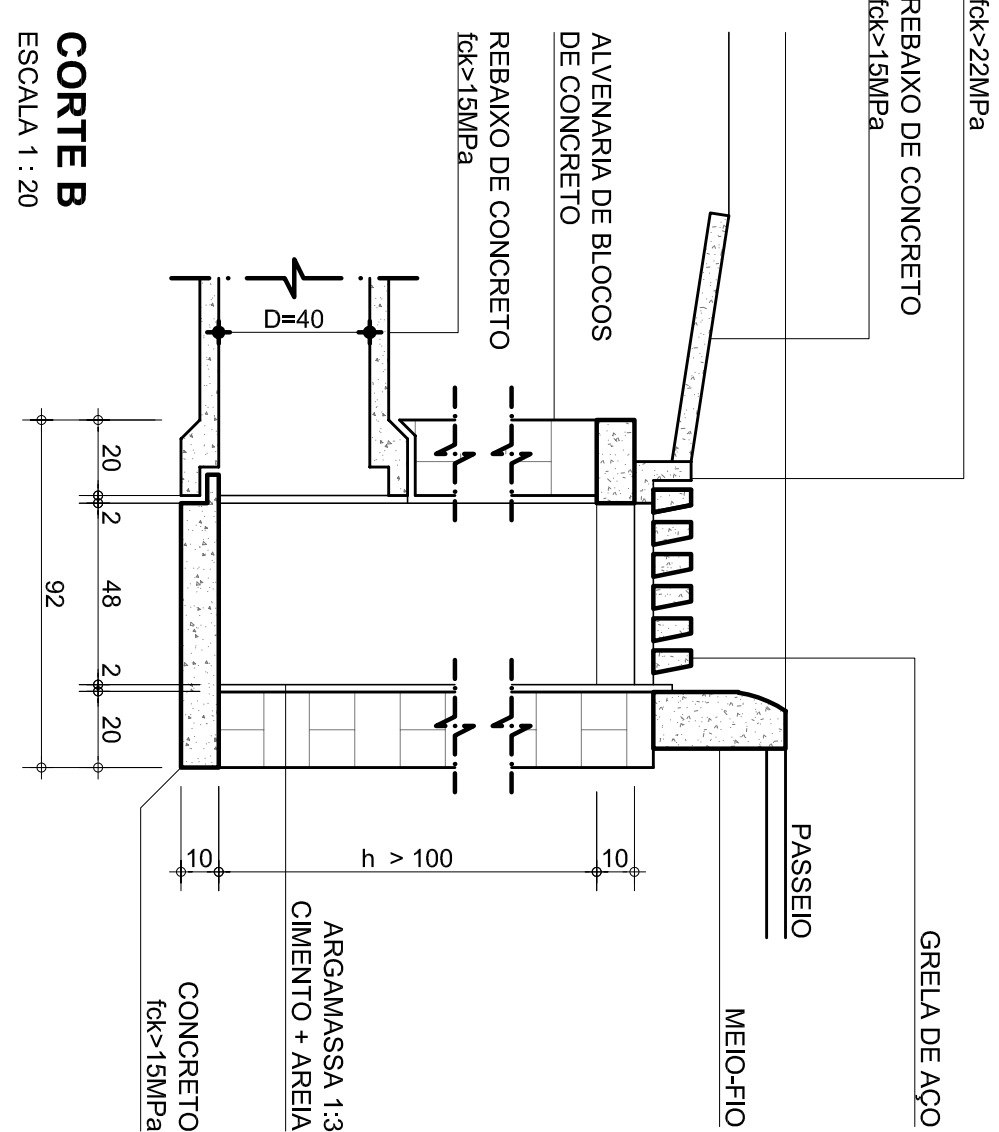 fck>22MPa
REBAIXO DE CONCRETO
fck>15MPa
ALVENARIA DE BLOCOS
DE CONCRETO
REBAIXO DE CONCRETO
fck>15MPa
D=40
20
2
48
2
20
92
10
h > 100
10
PASSEIO
GRELA DE AÇO
MEIO-FIO
ARGAMASSA 1:3
CIMENTO + AREIA
CONCRETO
fck>15MPa
CORTE B
ESCALA 1 : 20